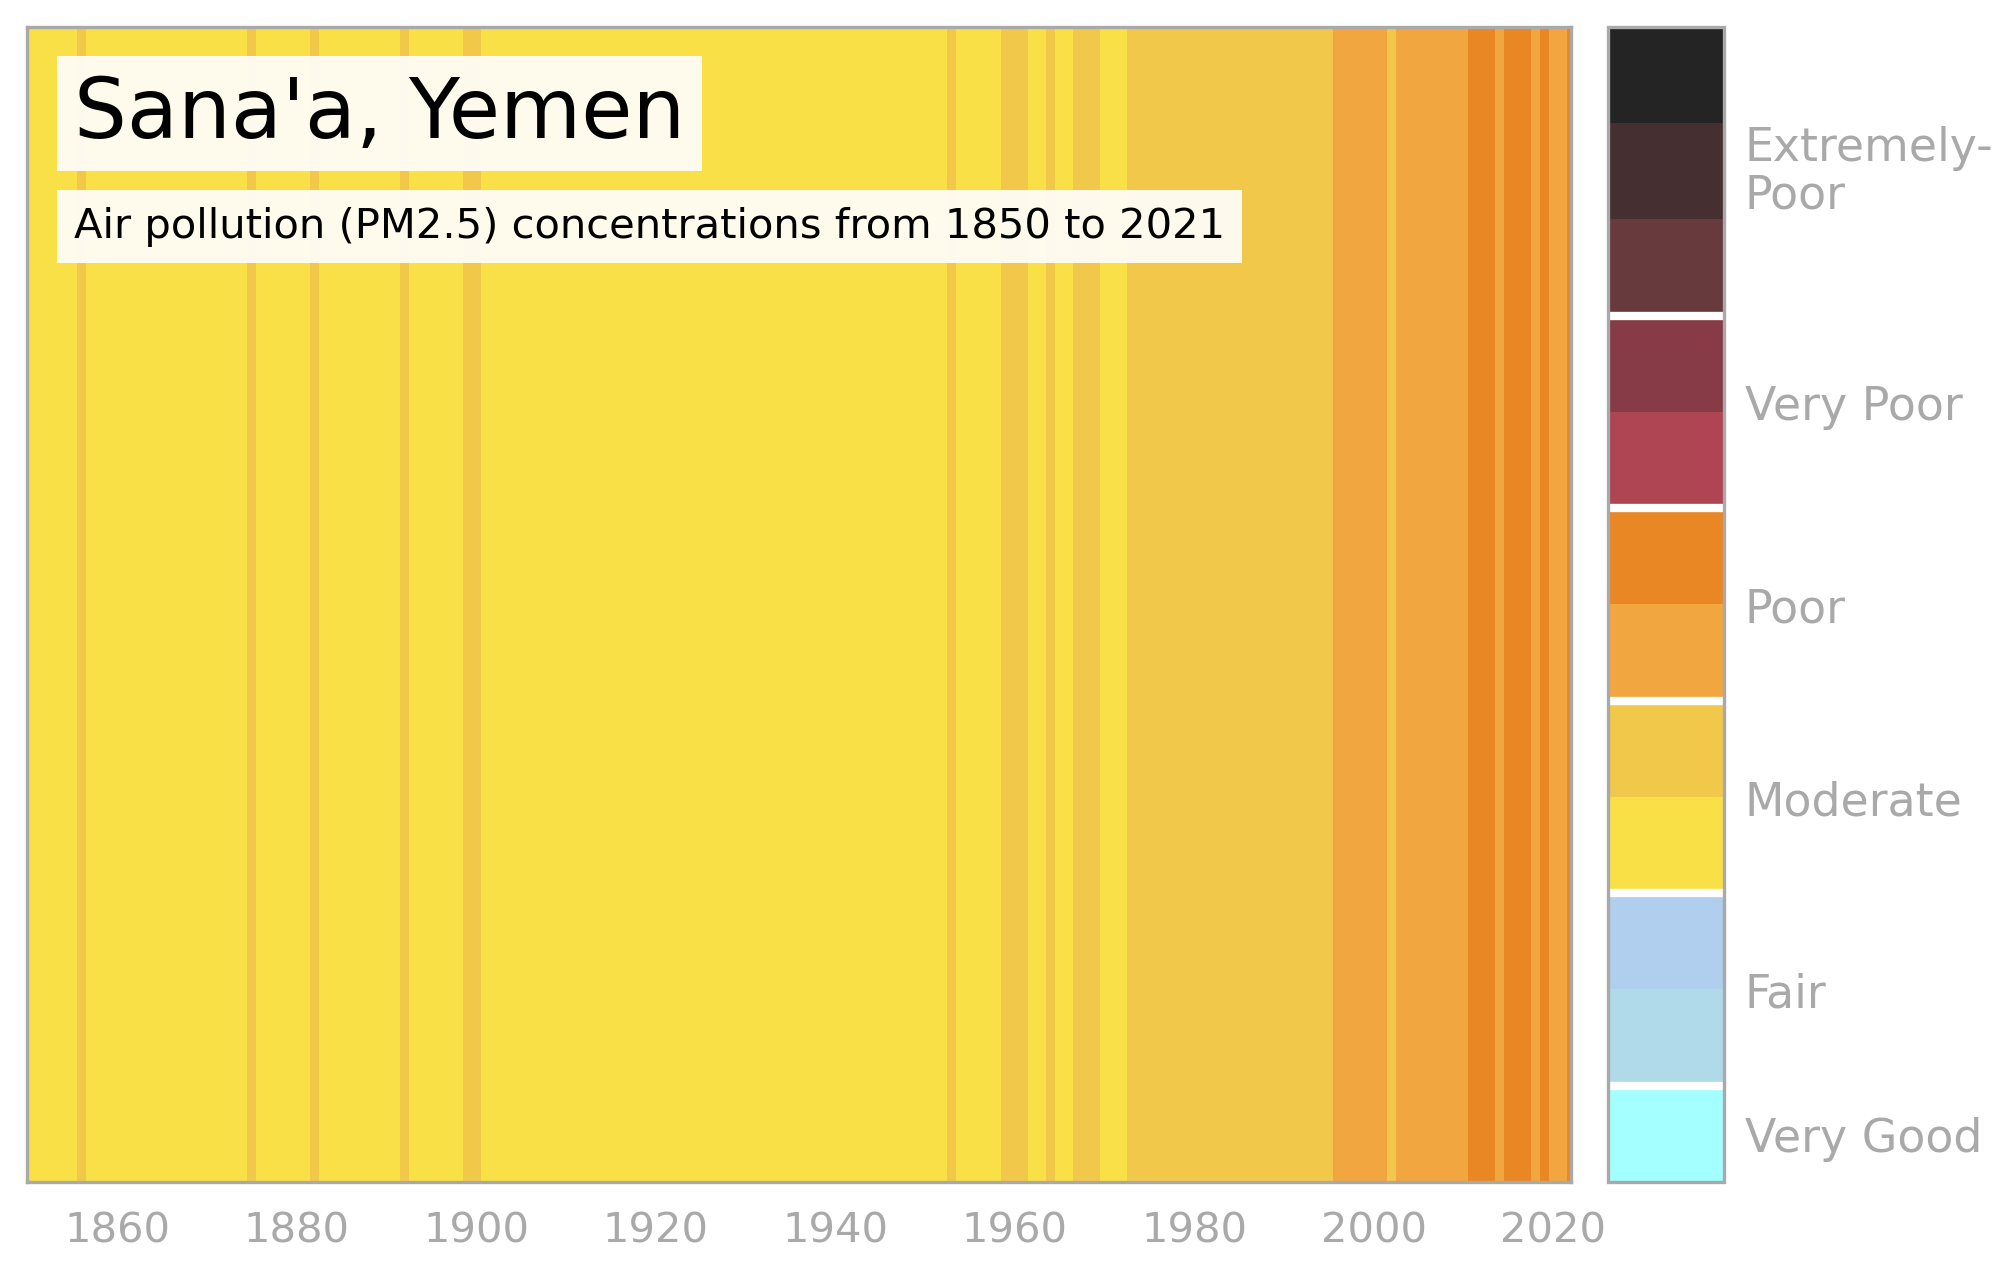 Sana'a, Yemen
Air pollution (PM2.5) concentrations from 1850 to 2021
Extremely-
Poor
Very Poor
Poor
Moderate
Fair
Very Good
1860 1880 1900 1920 1940 1960 1980 2000 2020